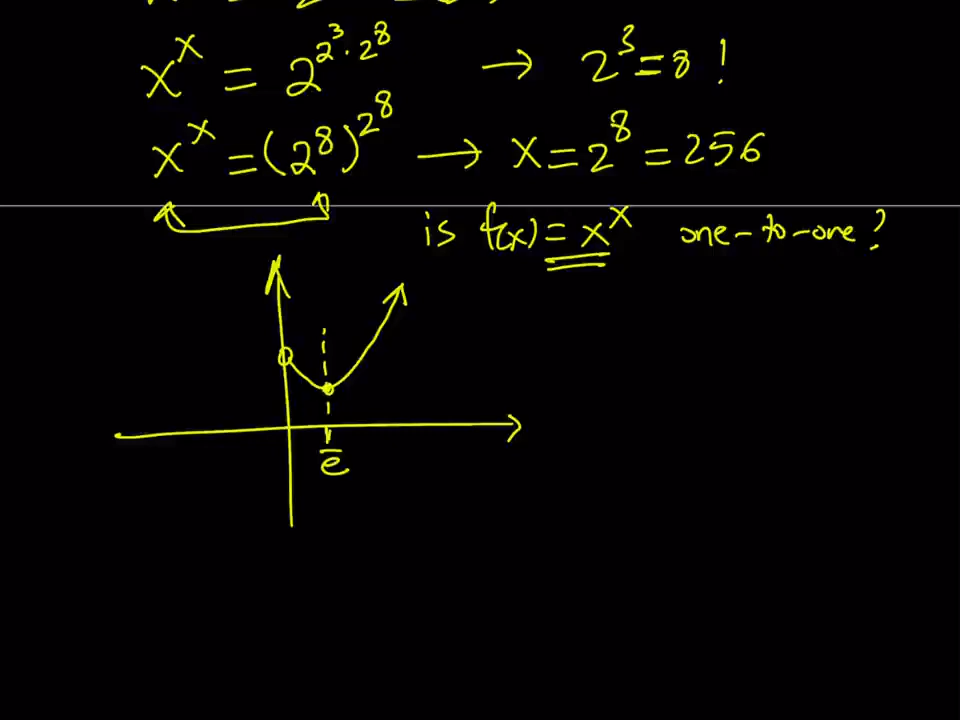 x^x = 2^{2^3 · 2^8} → 2^3 = 8 !
x^x = (2^8)^{2^8} → x = 2^8 = 256
is f(x) = x^x one-to-one?
e